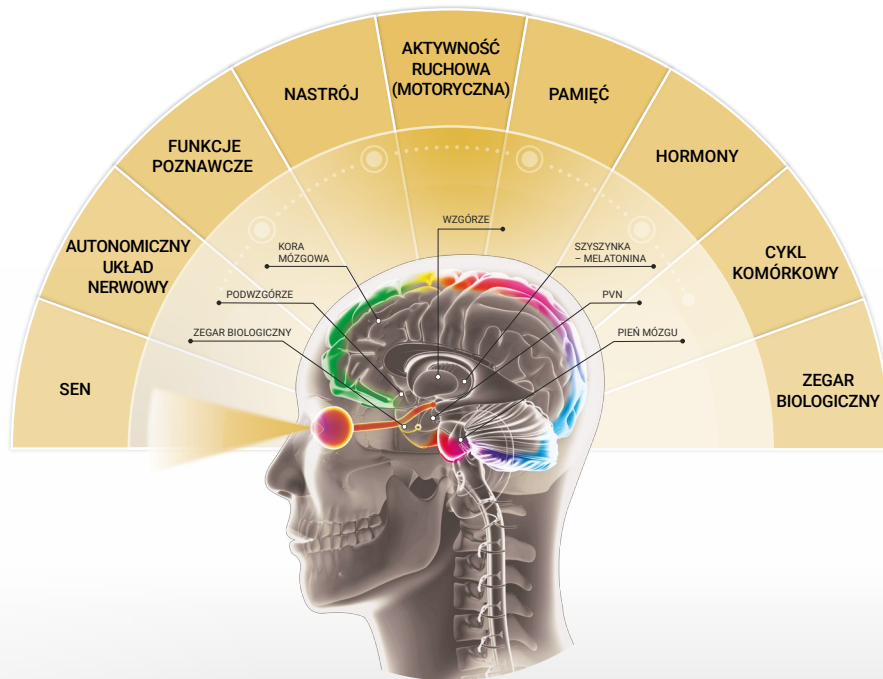 SEN
AUTONOMICZNY
UKŁAD
NERWOWY
FUNKCJE
POZNAWCZE
NASTRÓJ
AKTYWNOŚĆ
RUCHOWA
(MOTORYCZNA)
PAMIĘĆ
HORMONY
CYKL
KOMÓRKOWY
ZEGAR
BIOLOGICZNY
KORA
MÓZGOWA
PODWZGÓRZE
ZEGAR BIOLOGICZNY
WZGÓRZE
SZYSZYNKA
– MELATONINA
PVN
PIEŃ MÓZGU